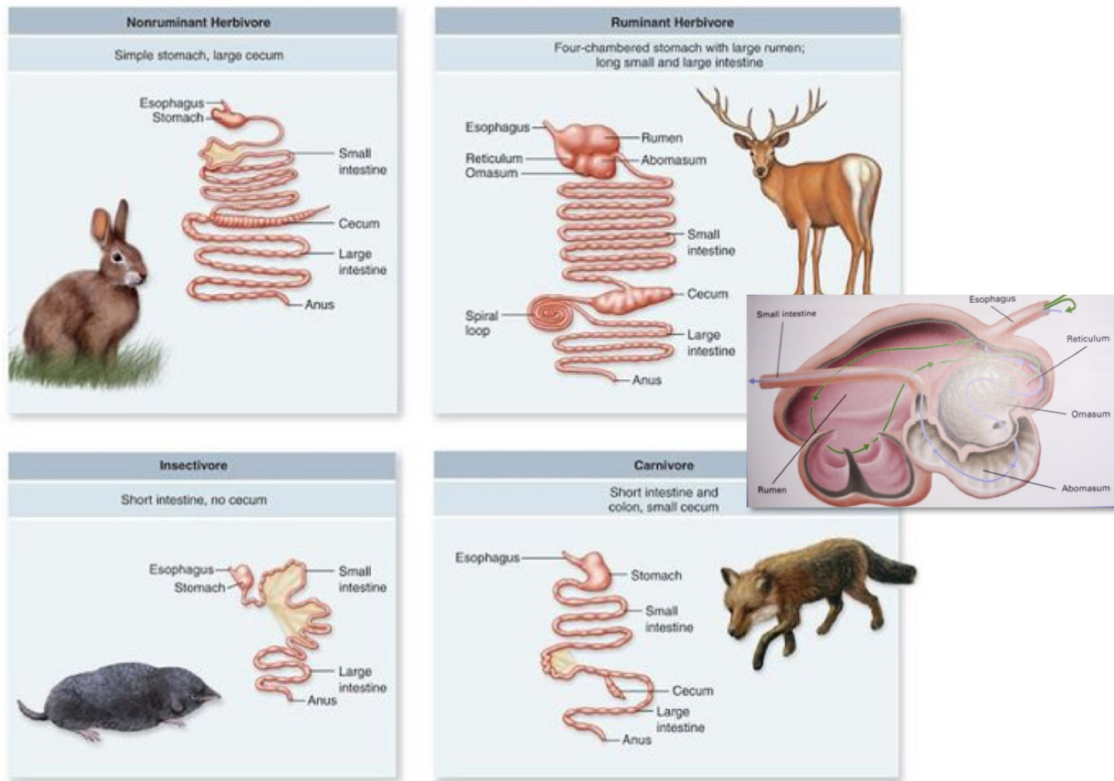 Nonruminant Herbivore
Simple stomach, large cecum
Esophagus
Stomach
Small
intestine
Cecum
Large
intestine
Anus
Ruminant Herbivore
Four-chambered stomach with large rumen;
long small and large intestine
Esophagus
Rumen
Reticulum
Abomasum
Omasum
Small
intestine
Cecum
Spiral
loop
Large
intestine
Anus
Esophagus
Small intestine
Reticulum
Omasum
Rumen
Abomasum
Insectivore
Short intestine, no cecum
Esophagus
Stomach
Small
intestine
Large
intestine
Anus
Carnivore
Short intestine and
colon, small cecum
Esophagus
Stomach
Small
intestine
Cecum
Large
intestine
Anus